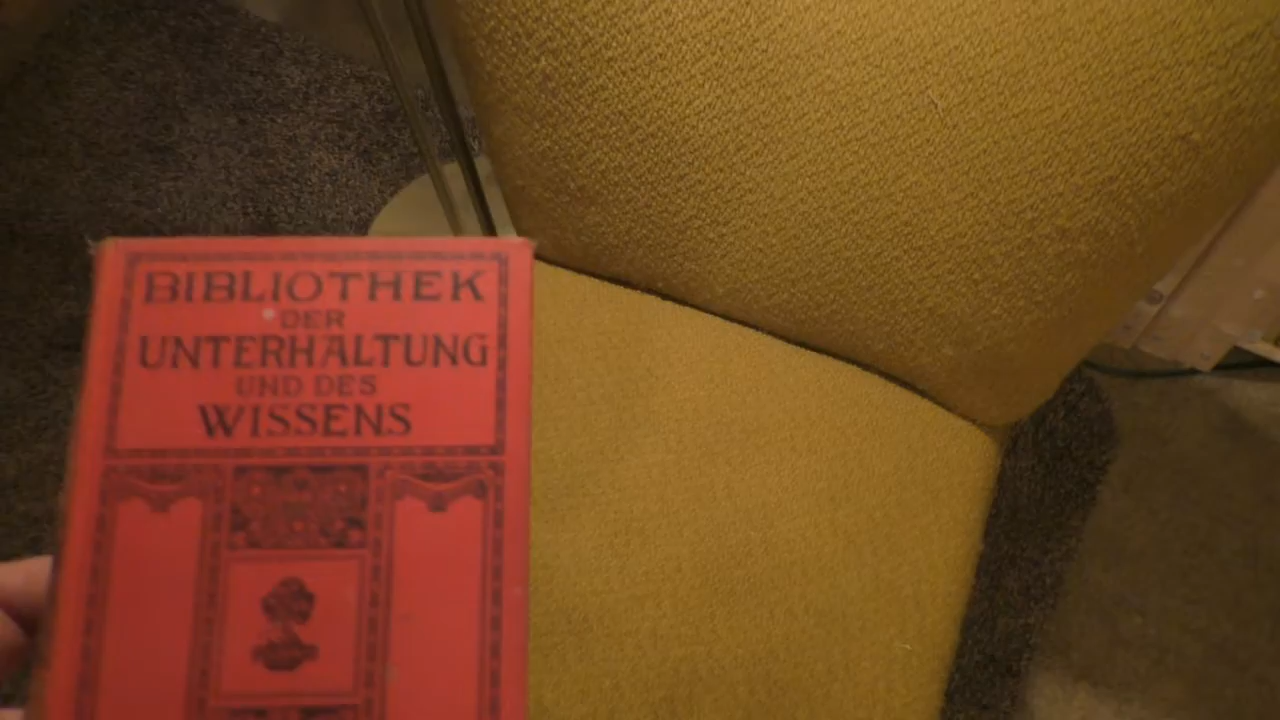 BIBLIOTHEK
DER
UNTERHALTUNG
UND DES
WISSENS